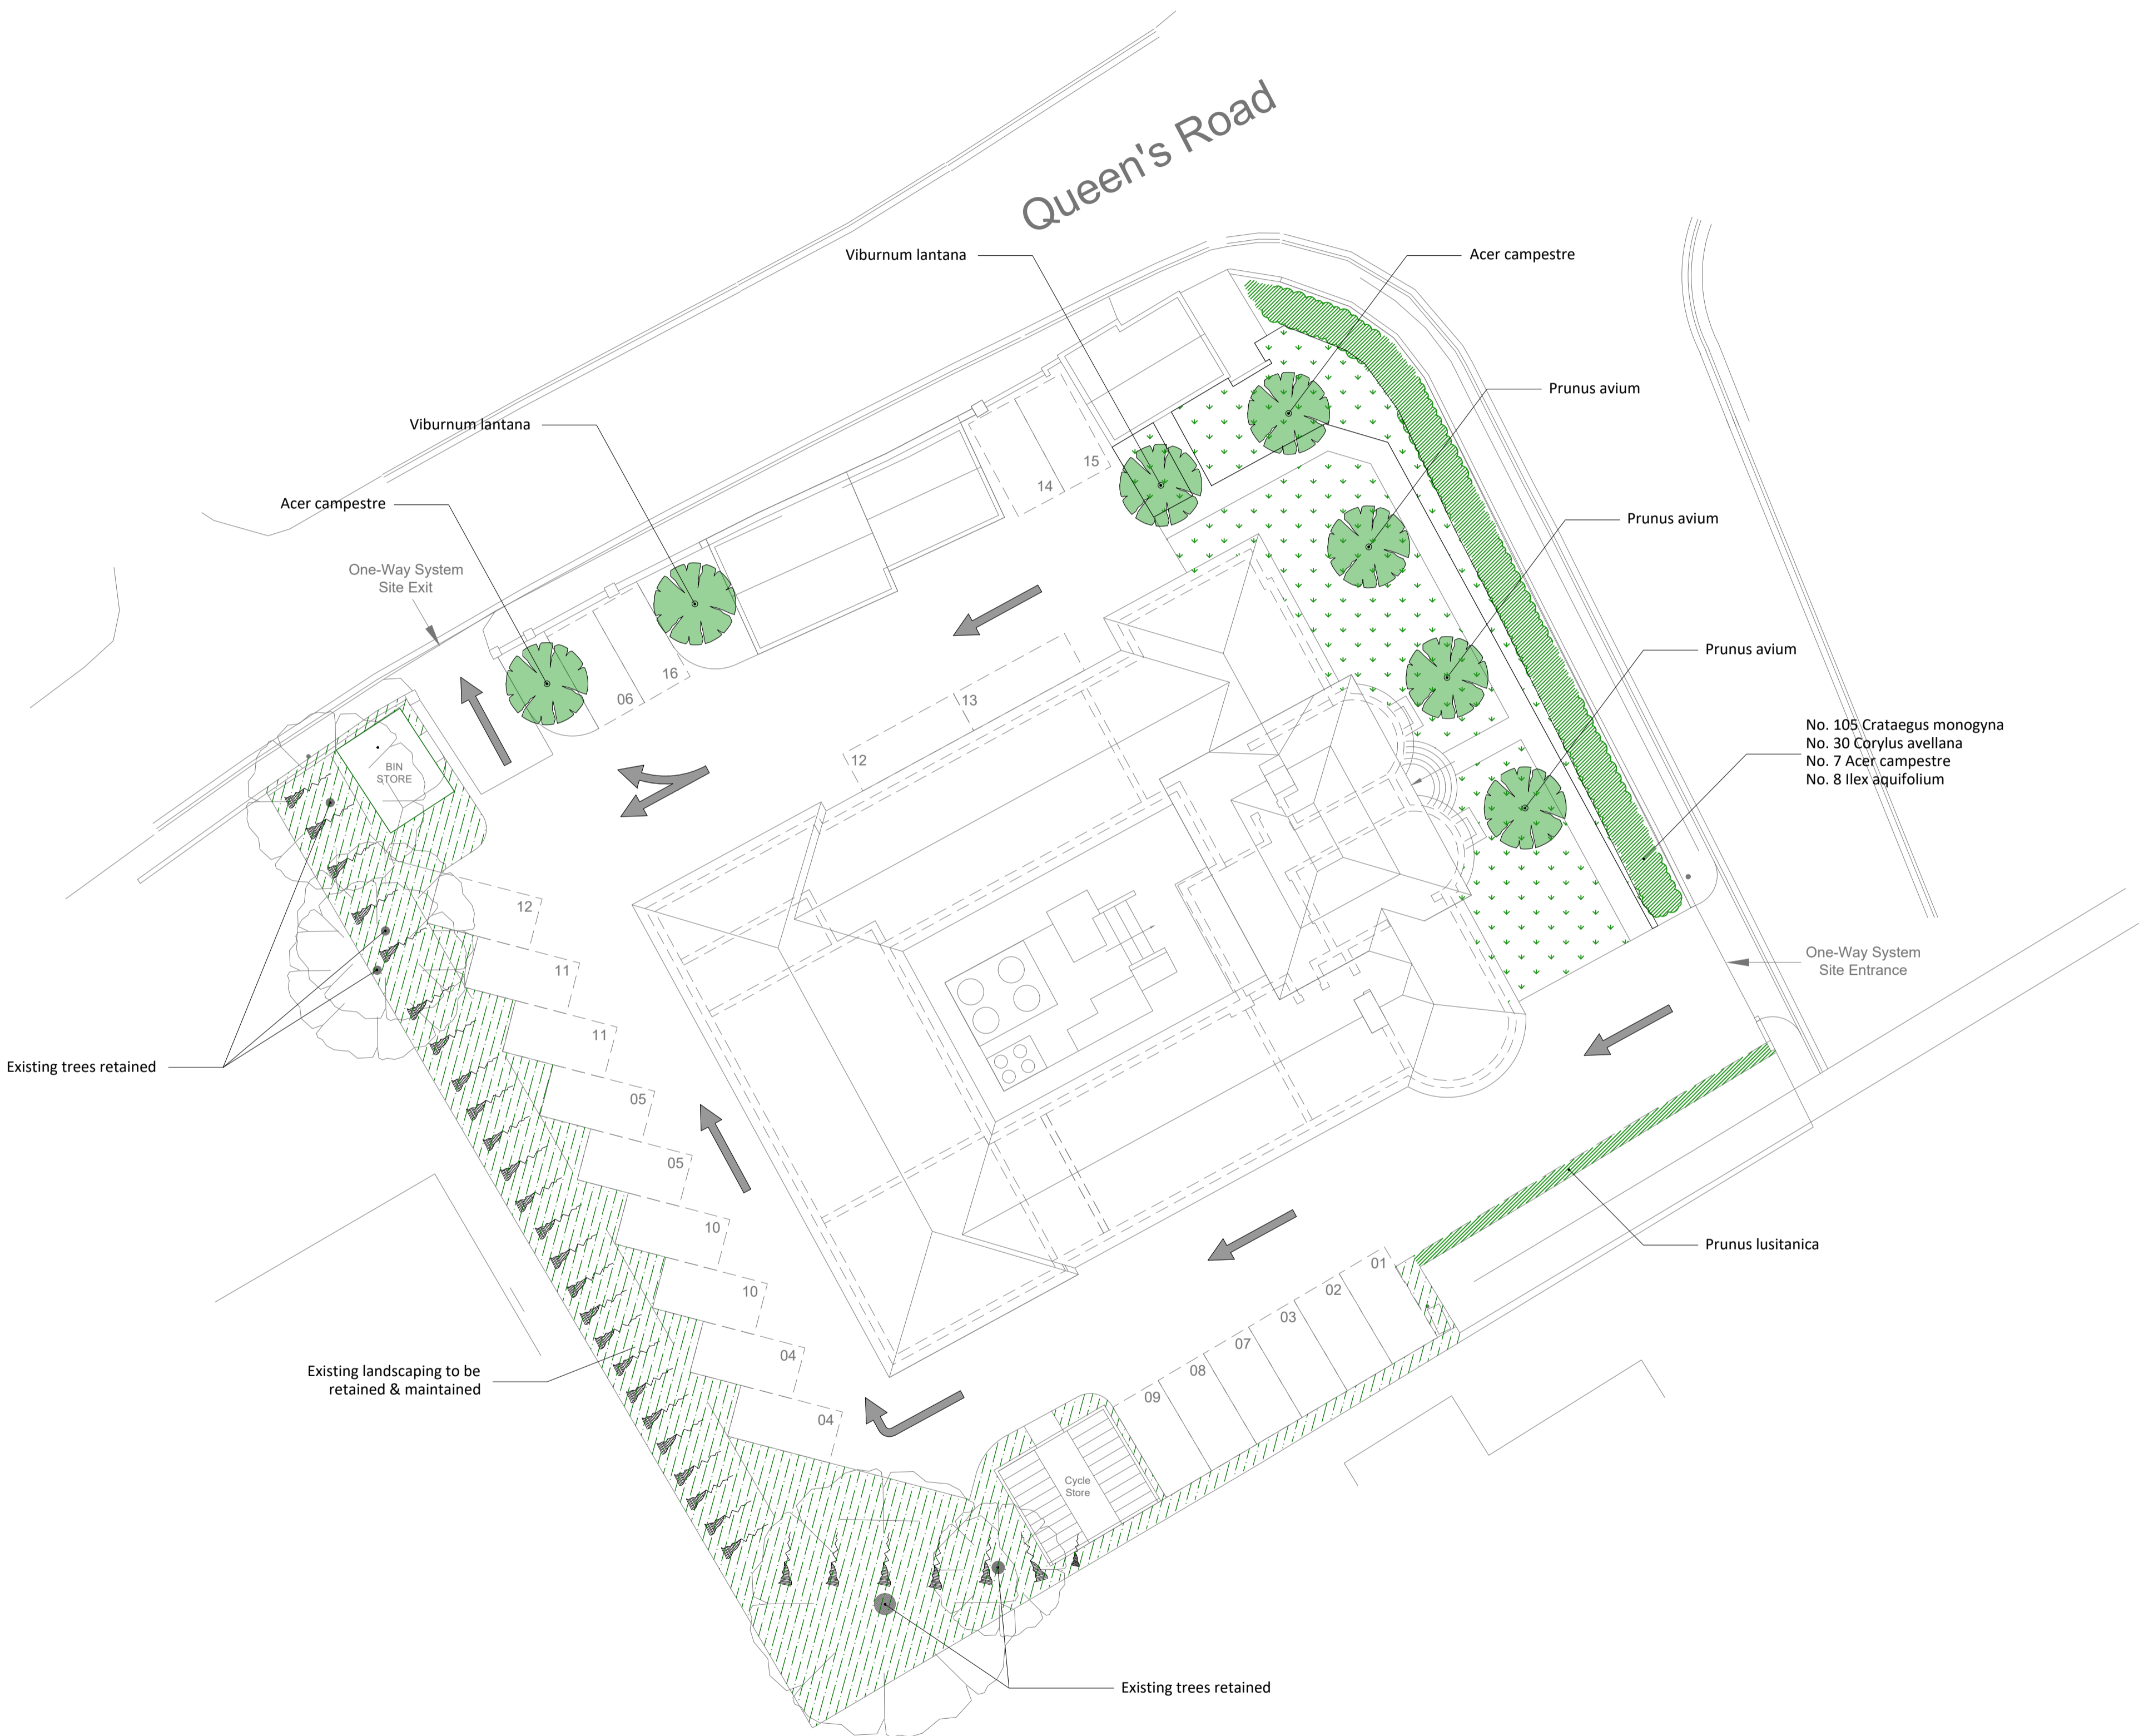 Queen's Road
Viburnum lantana
Acer campestre
Prunus avium
Viburnum lantana
Prunus avium
Acer campestre
One-Way System
Site Exit
15
14
16
06
13
12
Prunus avium
No. 105 Crataegus monogyna
No. 30 Corylus avellana
No. 7 Acer campestre
No. 8 Ilex aquifolium
BIN
STORE
12
11
11
05
05
10
10
04
04
One-Way System
Site Entrance
Existing trees retained
Prunus lusitanica
01
02
03
07
08
09
Existing landscaping to be
retained & maintained
Cycle
Store
Existing trees retained